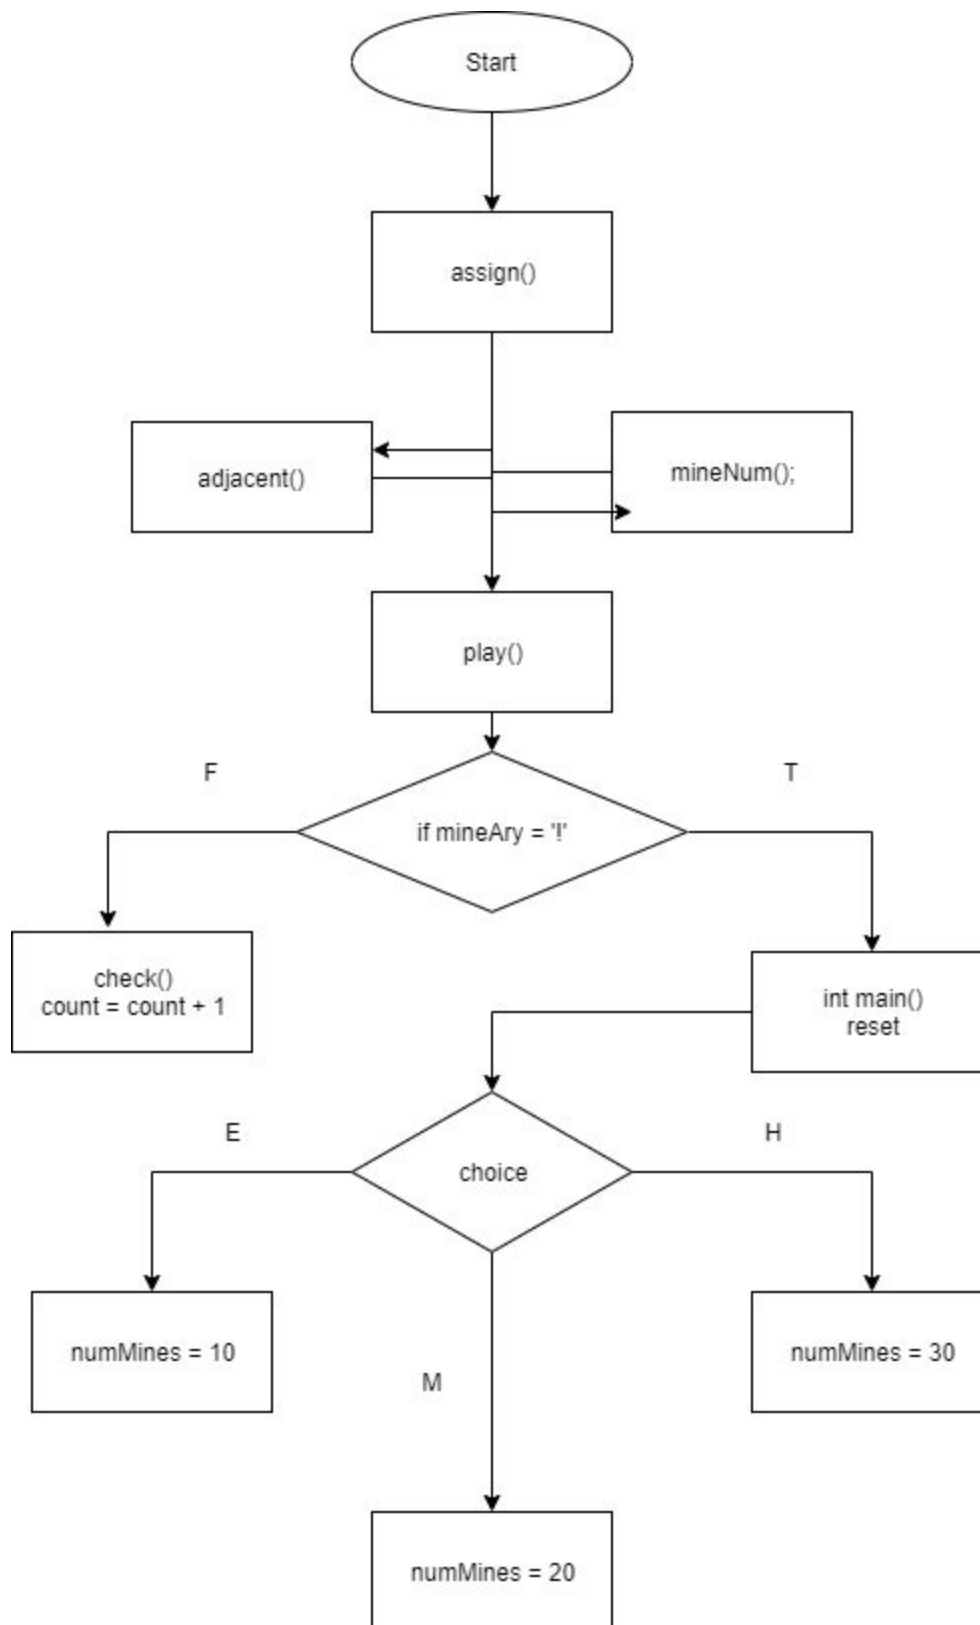 Start
assign()
adjacent()
mineNum();
play()
F
T
if mineAry = '!'
check()
count = count + 1
int main()
reset
E
H
choice
numMines = 10
numMines = 30
M
numMines = 20